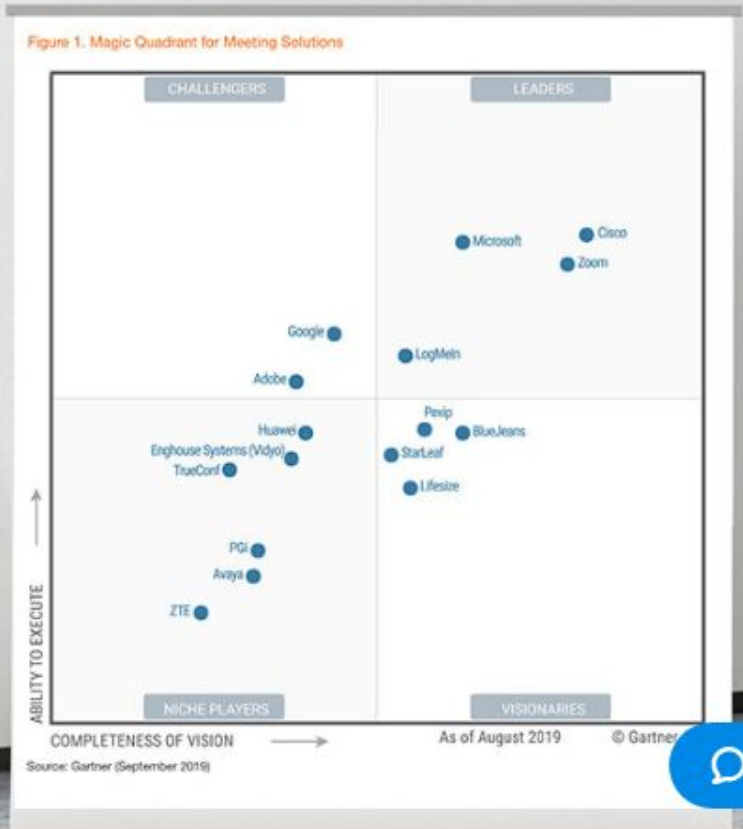 Figure 1. Magic Quadrant for Meeting Solutions
CHALLENGERS
LEADERS
Microsoft
Cisco
Zoom
Google
LogMeIn
Adobe
Huawei
Enghouse Systems (Vidyo)
TrueConf
Pexip
BlueJeans
StarLeaf
Lifesize
PGi
Avaya
ZTE
ABILITY TO EXECUTE
NICHE PLAYERS
VISIONARIES
COMPLETENESS OF VISION
As of August 2019
© Gartner
Source: Gartner (September 2019)